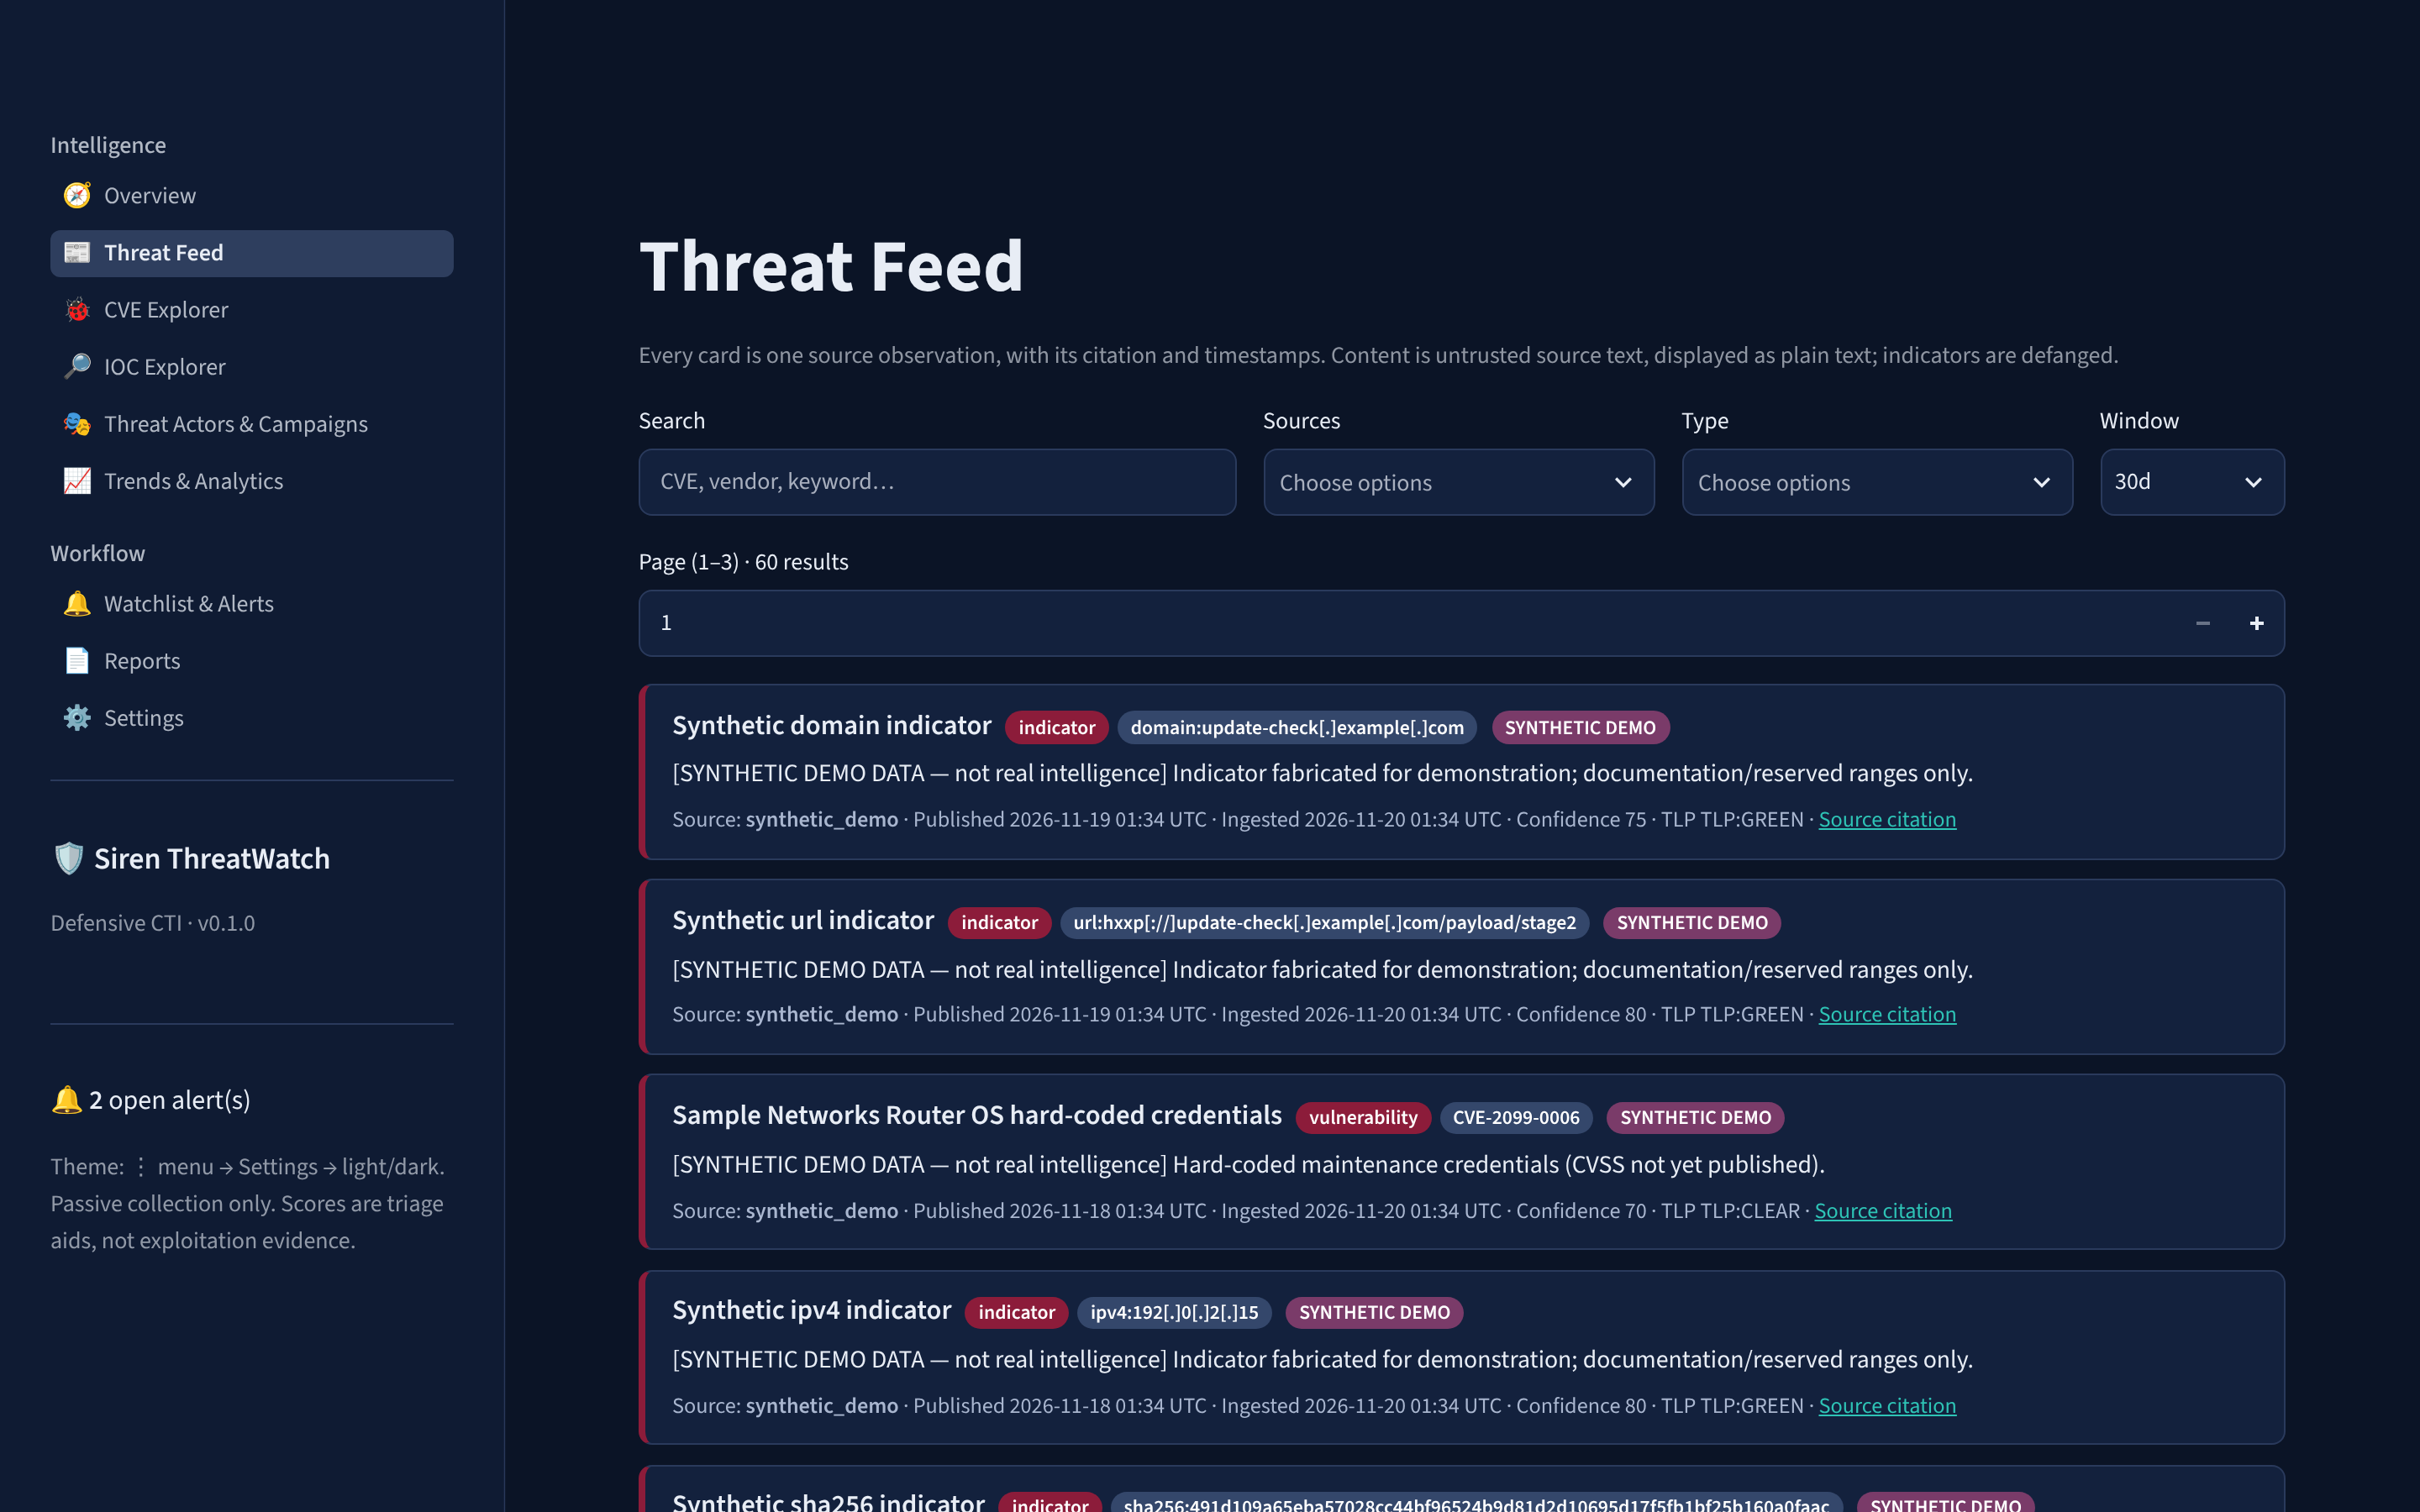 Intelligence
🧭 Overview
📰 Threat Feed
🐞 CVE Explorer
🔎 IOC Explorer
🎭 Threat Actors & Campaigns
📈 Trends & Analytics
Workflow
🔔 Watchlist & Alerts
📄 Reports
⚙️ Settings
🛡️ Siren ThreatWatch
Defensive CTI · v0.1.0
🔔 2 open alert(s)
Theme: ⋮ menu → Settings → light/dark.
Passive collection only. Scores are triage
aids, not exploitation evidence.
Threat Feed
Every card is one source observation, with its citation and timestamps. Content is untrusted source text, displayed as plain text; indicators are defanged.
Search Sources Type Window
CVE, vendor, keyword… Choose options Choose options 30d
Page (1–3) · 60 results
1 − +
Synthetic domain indicator indicator domain:update-check[.]example[.]com SYNTHETIC DEMO
[SYNTHETIC DEMO DATA — not real intelligence] Indicator fabricated for demonstration; documentation/reserved ranges only.
Source: synthetic_demo · Published 2026-11-19 01:34 UTC · Ingested 2026-11-20 01:34 UTC · Confidence 75 · TLP TLP:GREEN · Source citation
Synthetic url indicator indicator url:hxxp[://]update-check[.]example[.]com/payload/stage2 SYNTHETIC DEMO
[SYNTHETIC DEMO DATA — not real intelligence] Indicator fabricated for demonstration; documentation/reserved ranges only.
Source: synthetic_demo · Published 2026-11-19 01:34 UTC · Ingested 2026-11-20 01:34 UTC · Confidence 80 · TLP TLP:GREEN · Source citation
Sample Networks Router OS hard-coded credentials vulnerability CVE-2099-0006 SYNTHETIC DEMO
[SYNTHETIC DEMO DATA — not real intelligence] Hard-coded maintenance credentials (CVSS not yet published).
Source: synthetic_demo · Published 2026-11-18 01:34 UTC · Ingested 2026-11-20 01:34 UTC · Confidence 70 · TLP TLP:CLEAR · Source citation
Synthetic ipv4 indicator indicator ipv4:192[.]0[.]2[.]15 SYNTHETIC DEMO
[SYNTHETIC DEMO DATA — not real intelligence] Indicator fabricated for demonstration; documentation/reserved ranges only.
Source: synthetic_demo · Published 2026-11-18 01:34 UTC · Ingested 2026-11-20 01:34 UTC · Confidence 80 · TLP TLP:GREEN · Source citation
Synthetic sha256 indicator indicator sha256:491d109a65eba57028cc44bf96524b9d81d2d10695d17f5fb1bf25b160a0faac SYNTHETIC DEMO